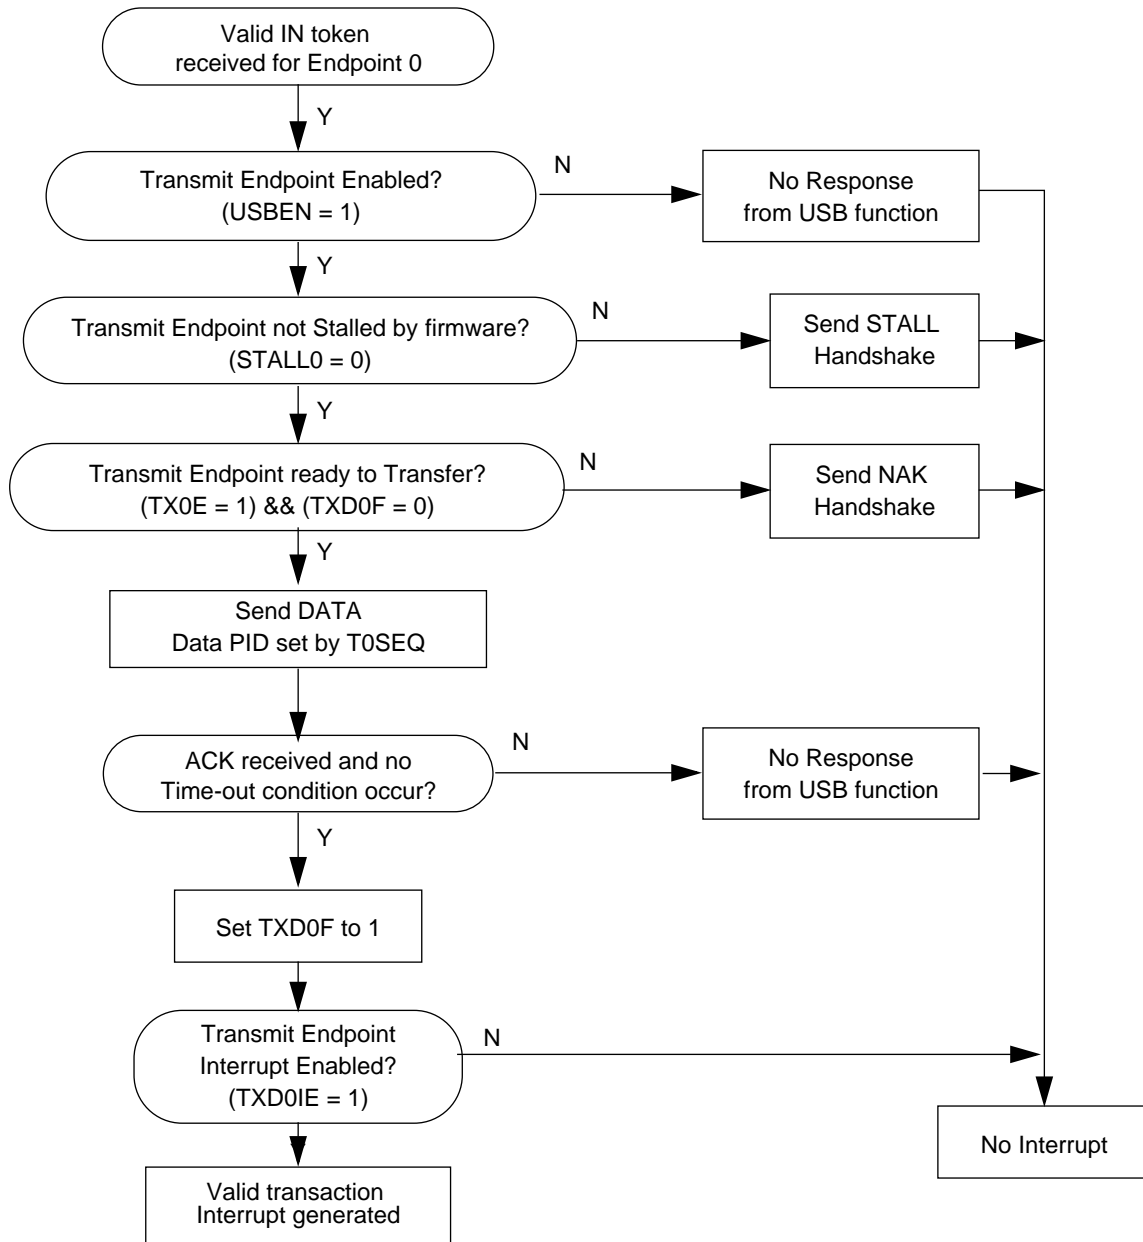 Valid IN token
received for Endpoint 0
Y
Transmit Endpoint Enabled?
(USBEN = 1)
N
No Response
from USB function
Y
Transmit Endpoint not Stalled by firmware?
(STALL0 = 0)
N
Send STALL
Handshake
Y
Transmit Endpoint ready to Transfer?
(TX0E = 1) && (TXD0F = 0)
N
Send NAK
Handshake
Y
Send DATA
Data PID set by T0SEQ
ACK received and no
Time-out condition occur?
N
No Response
from USB function
Y
Set TXD0F to 1
Transmit Endpoint
Interrupt Enabled?
(TXD0IE = 1)
N
No Interrupt
Valid transaction
Interrupt generated